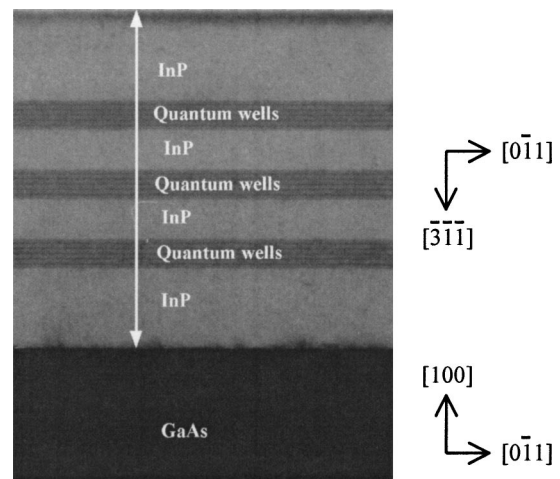 InP
Quantum wells
InP
[01̄1]
Quantum wells
InP
[3̄1̄1̄]
Quantum wells
InP
[100]
GaAs
[01̄1]